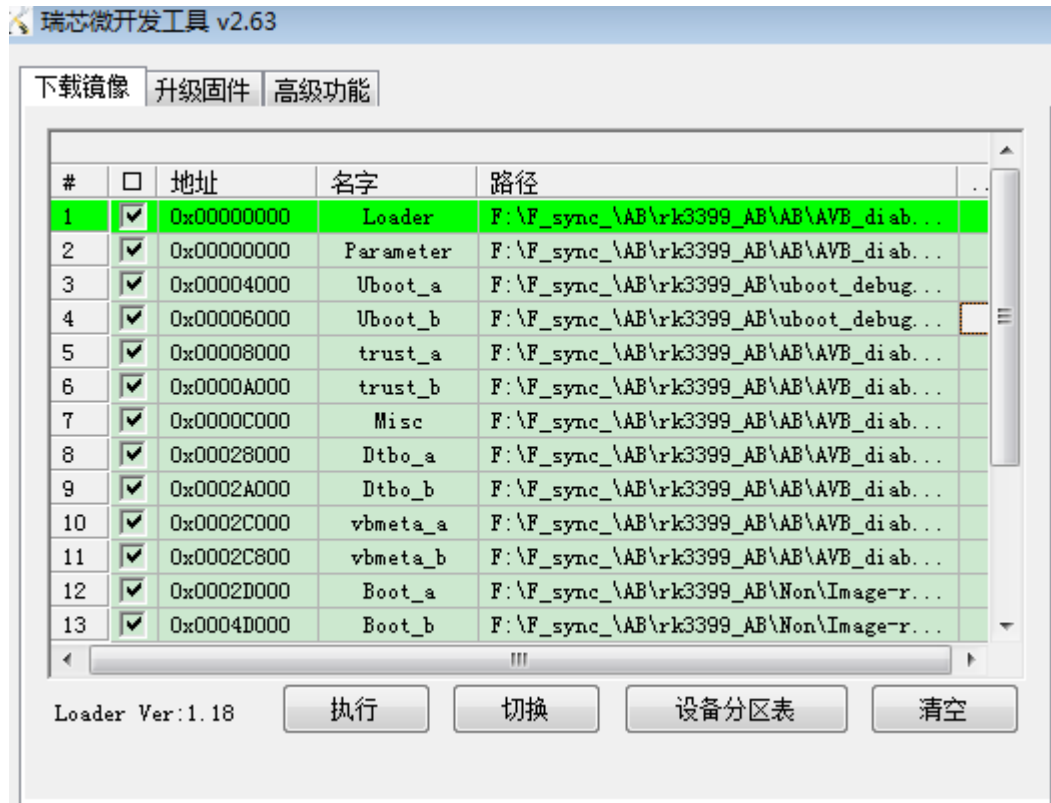 瑞芯微开发工具 v2.63
下载镜像 升级固件 高级功能
# 地址 名字 路径 ..
1 0x00000000 Loader F:\F_sync_\AB\rk3399_AB\AB\AVB_diab...
2 0x00000000 Parameter F:\F_sync_\AB\rk3399_AB\AB\AVB_diab...
3 0x00004000 Uboot_a F:\F_sync_\AB\rk3399_AB\uboot_debug...
4 0x00006000 Uboot_b F:\F_sync_\AB\rk3399_AB\uboot_debug...
5 0x00008000 trust_a F:\F_sync_\AB\rk3399_AB\AB\AVB_diab...
6 0x0000A000 trust_b F:\F_sync_\AB\rk3399_AB\AB\AVB_diab...
7 0x0000C000 Misc F:\F_sync_\AB\rk3399_AB\AB\AVB_diab...
8 0x00028000 Dtbo_a F:\F_sync_\AB\rk3399_AB\AB\AVB_diab...
9 0x0002A000 Dtbo_b F:\F_sync_\AB\rk3399_AB\AB\AVB_diab...
10 0x0002C000 vbmeta_a F:\F_sync_\AB\rk3399_AB\AB\AVB_diab...
11 0x0002C800 vbmeta_b F:\F_sync_\AB\rk3399_AB\AB\AVB_diab...
12 0x0002D000 Boot_a F:\F_sync_\AB\rk3399_AB\Non\Image-r...
13 0x0004D000 Boot_b F:\F_sync_\AB\rk3399_AB\Non\Image-r...
Loader Ver:1.18 执行 切换 设备分区表 清空